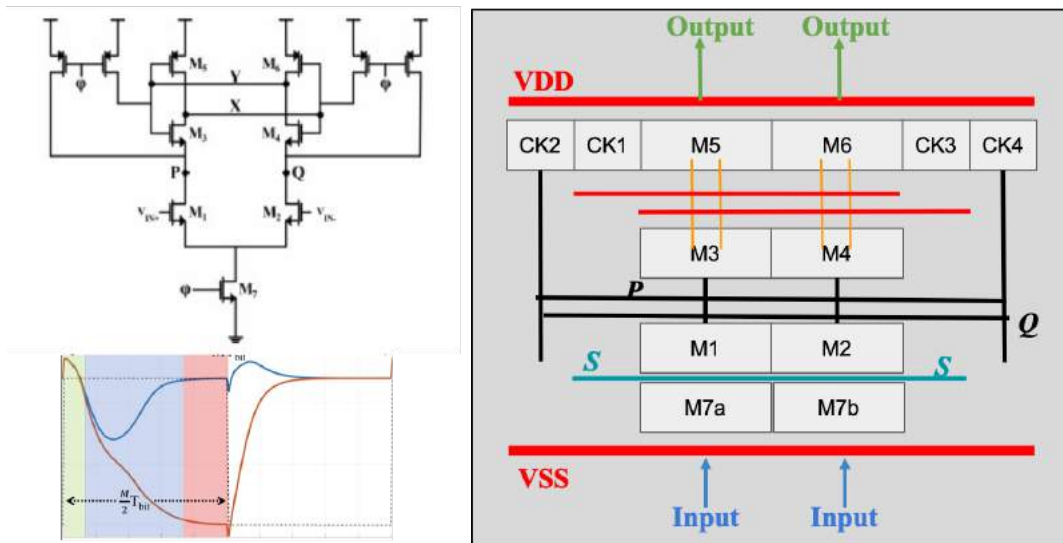 φ
φ
M5
M6
Y
X
M3
M4
P
Q
VIN+
M1
M2
VIN-
φ
M7
M/2 Tbit
Output Output
VDD
CK2 CK1 M5 M6 CK3 CK4
M3 M4
P
Q
M1 M2
S S
M7a M7b
VSS
Input Input